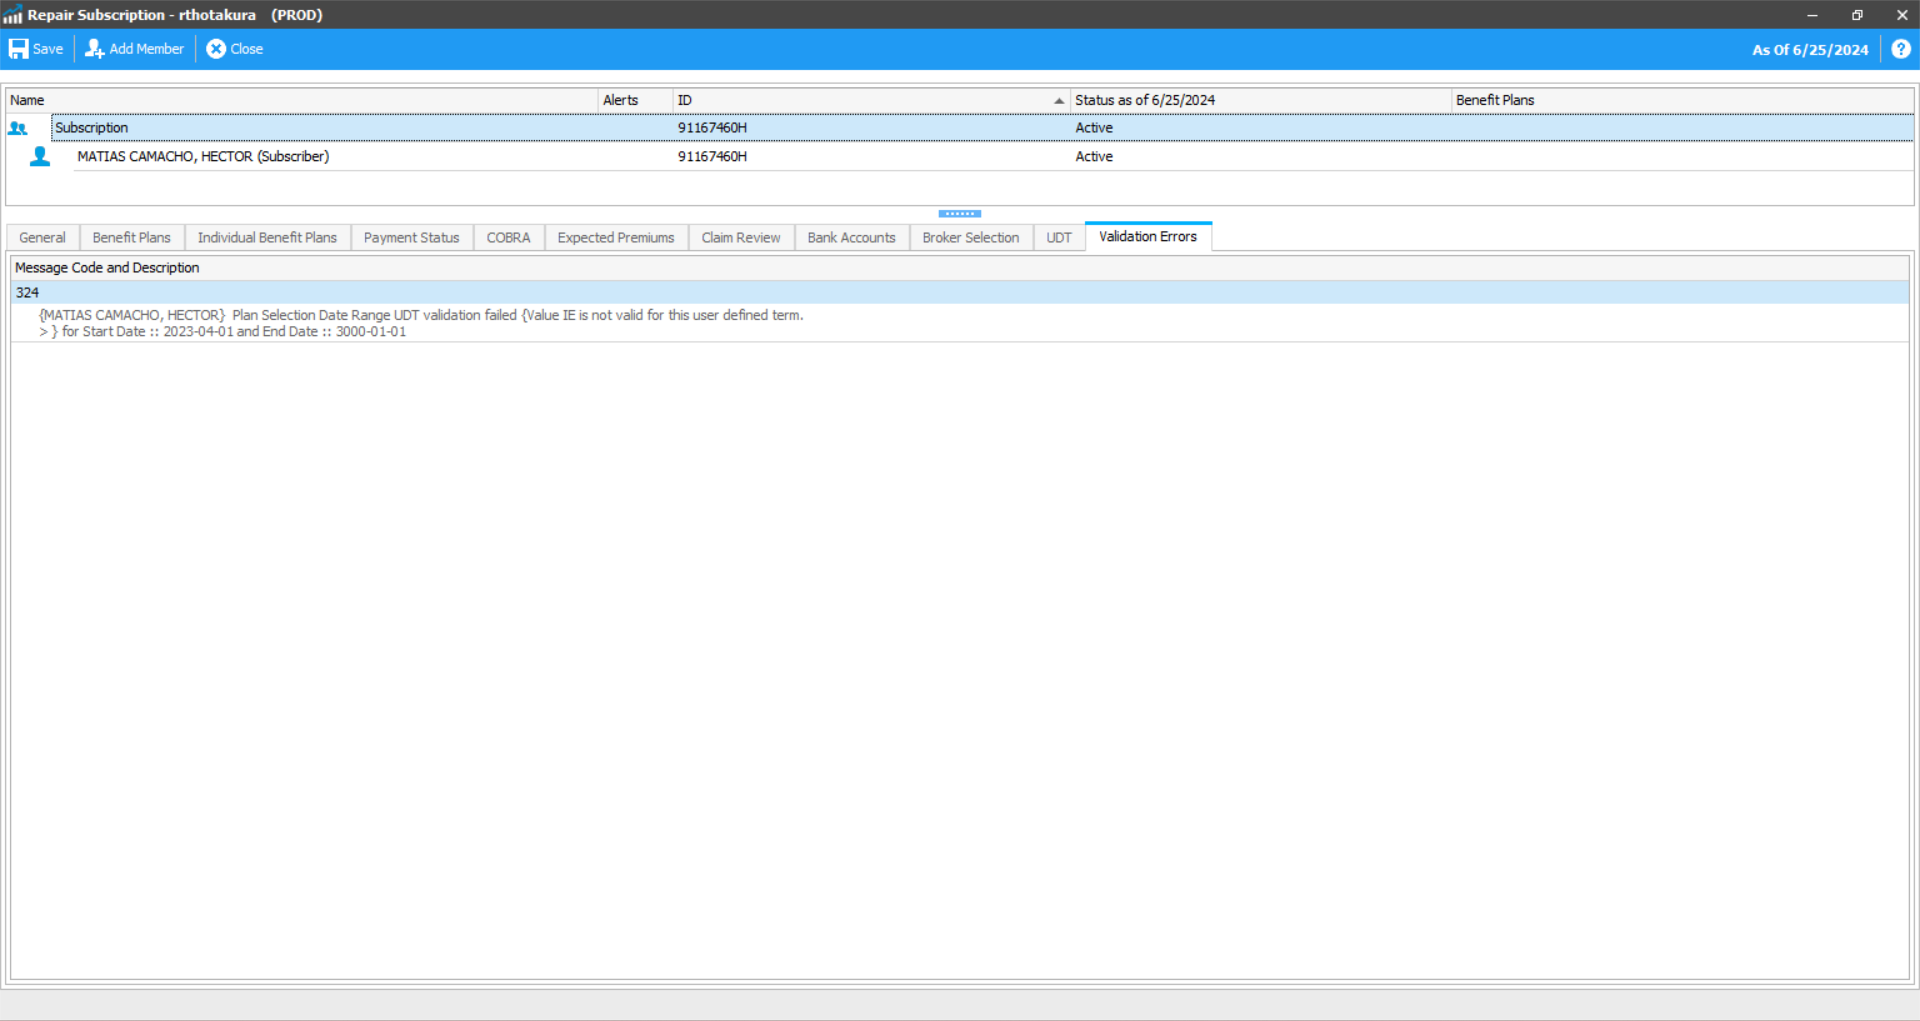 Repair Subscription - rthotakura (PROD)
Save Add Member Close As Of 6/25/2024 ?
Name Alerts ID Status as of 6/25/2024 Benefit Plans
Subscription 91167460H Active
MATIAS CAMACHO, HECTOR (Subscriber) 91167460H Active
General Benefit Plans Individual Benefit Plans Payment Status COBRA Expected Premiums Claim Review Bank Accounts Broker Selection UDT Validation Errors
Message Code and Description
324
{MATIAS CAMACHO, HECTOR} Plan Selection Date Range UDT validation failed {Value IE is not valid for this user defined term.
> } for Start Date :: 2023-04-01 and End Date :: 3000-01-01